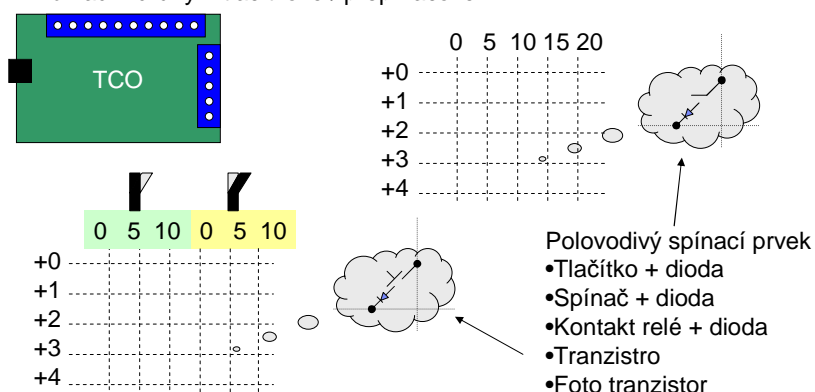 TCO
0 5 10 15 20
+0
+1
+2
+3
+4
0 5 10 0 5 10
+0
+1
+2
+3
+4
Polovodivý spínací prvek
•Tlačítko + dioda
•Spínač + dioda
•Kontakt relé + dioda
•Tranzistro
•Foto tranzistor